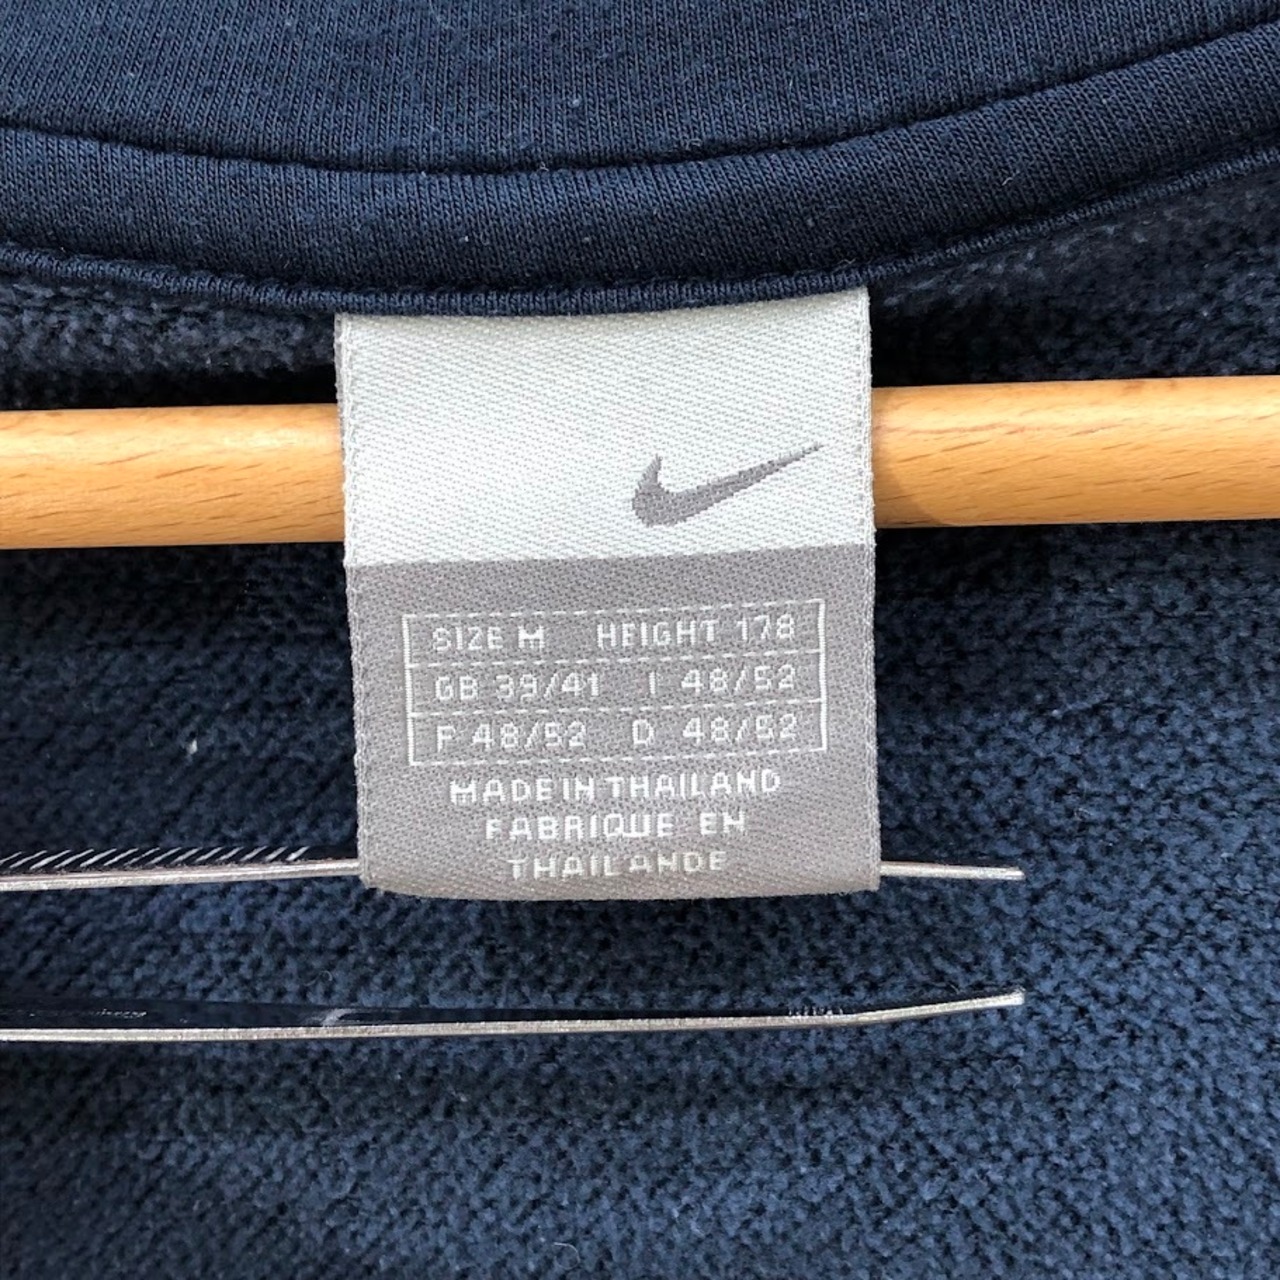 SIZE M HEIGHT 178
GB 39/41 I 48/52
F 48/52 D 48/52
MADE IN THAILAND
FABRIQUE EN
THAILANDE